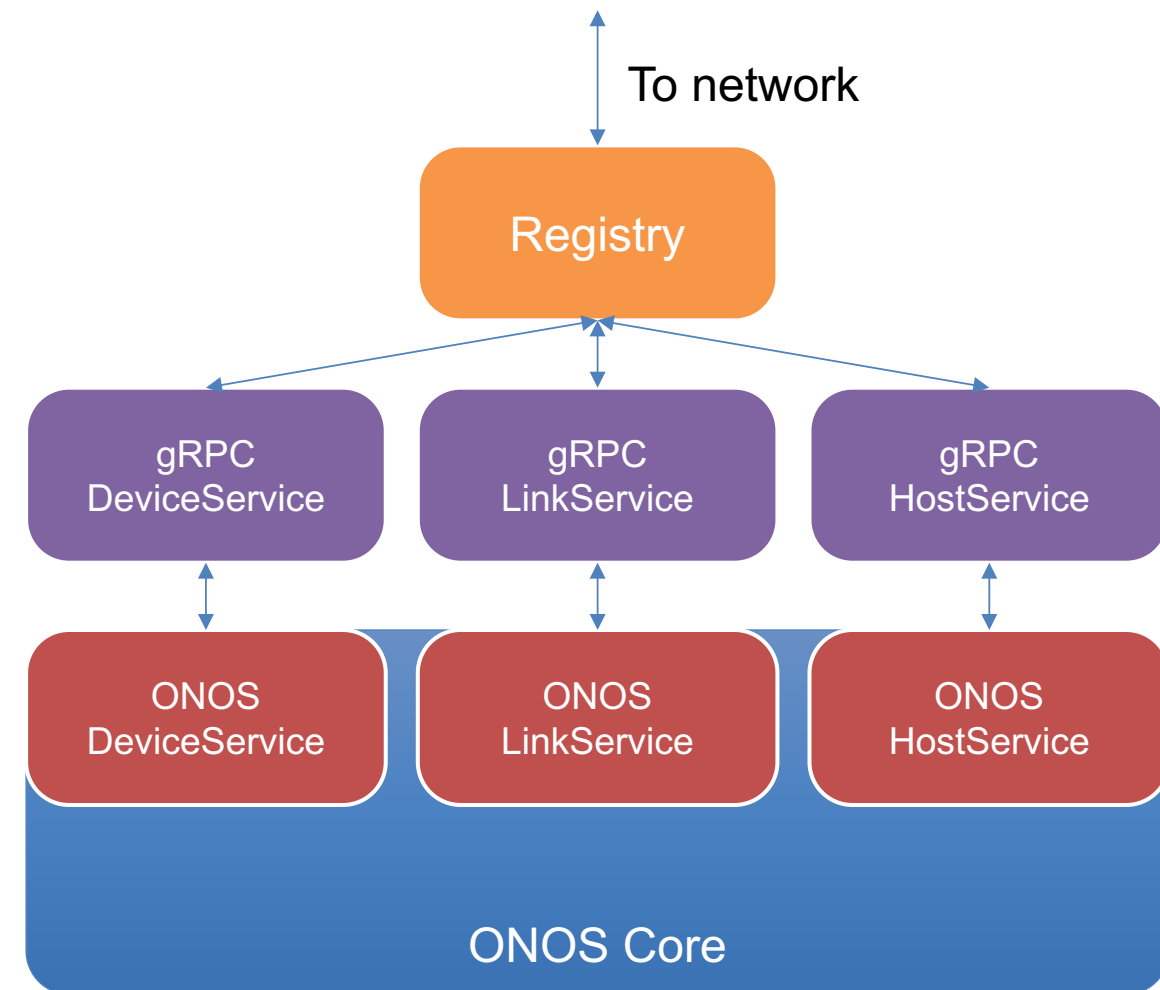 To network
Registry
gRPC
DeviceService
gRPC
LinkService
gRPC
HostService
ONOS
DeviceService
ONOS
LinkService
ONOS
HostService
ONOS Core